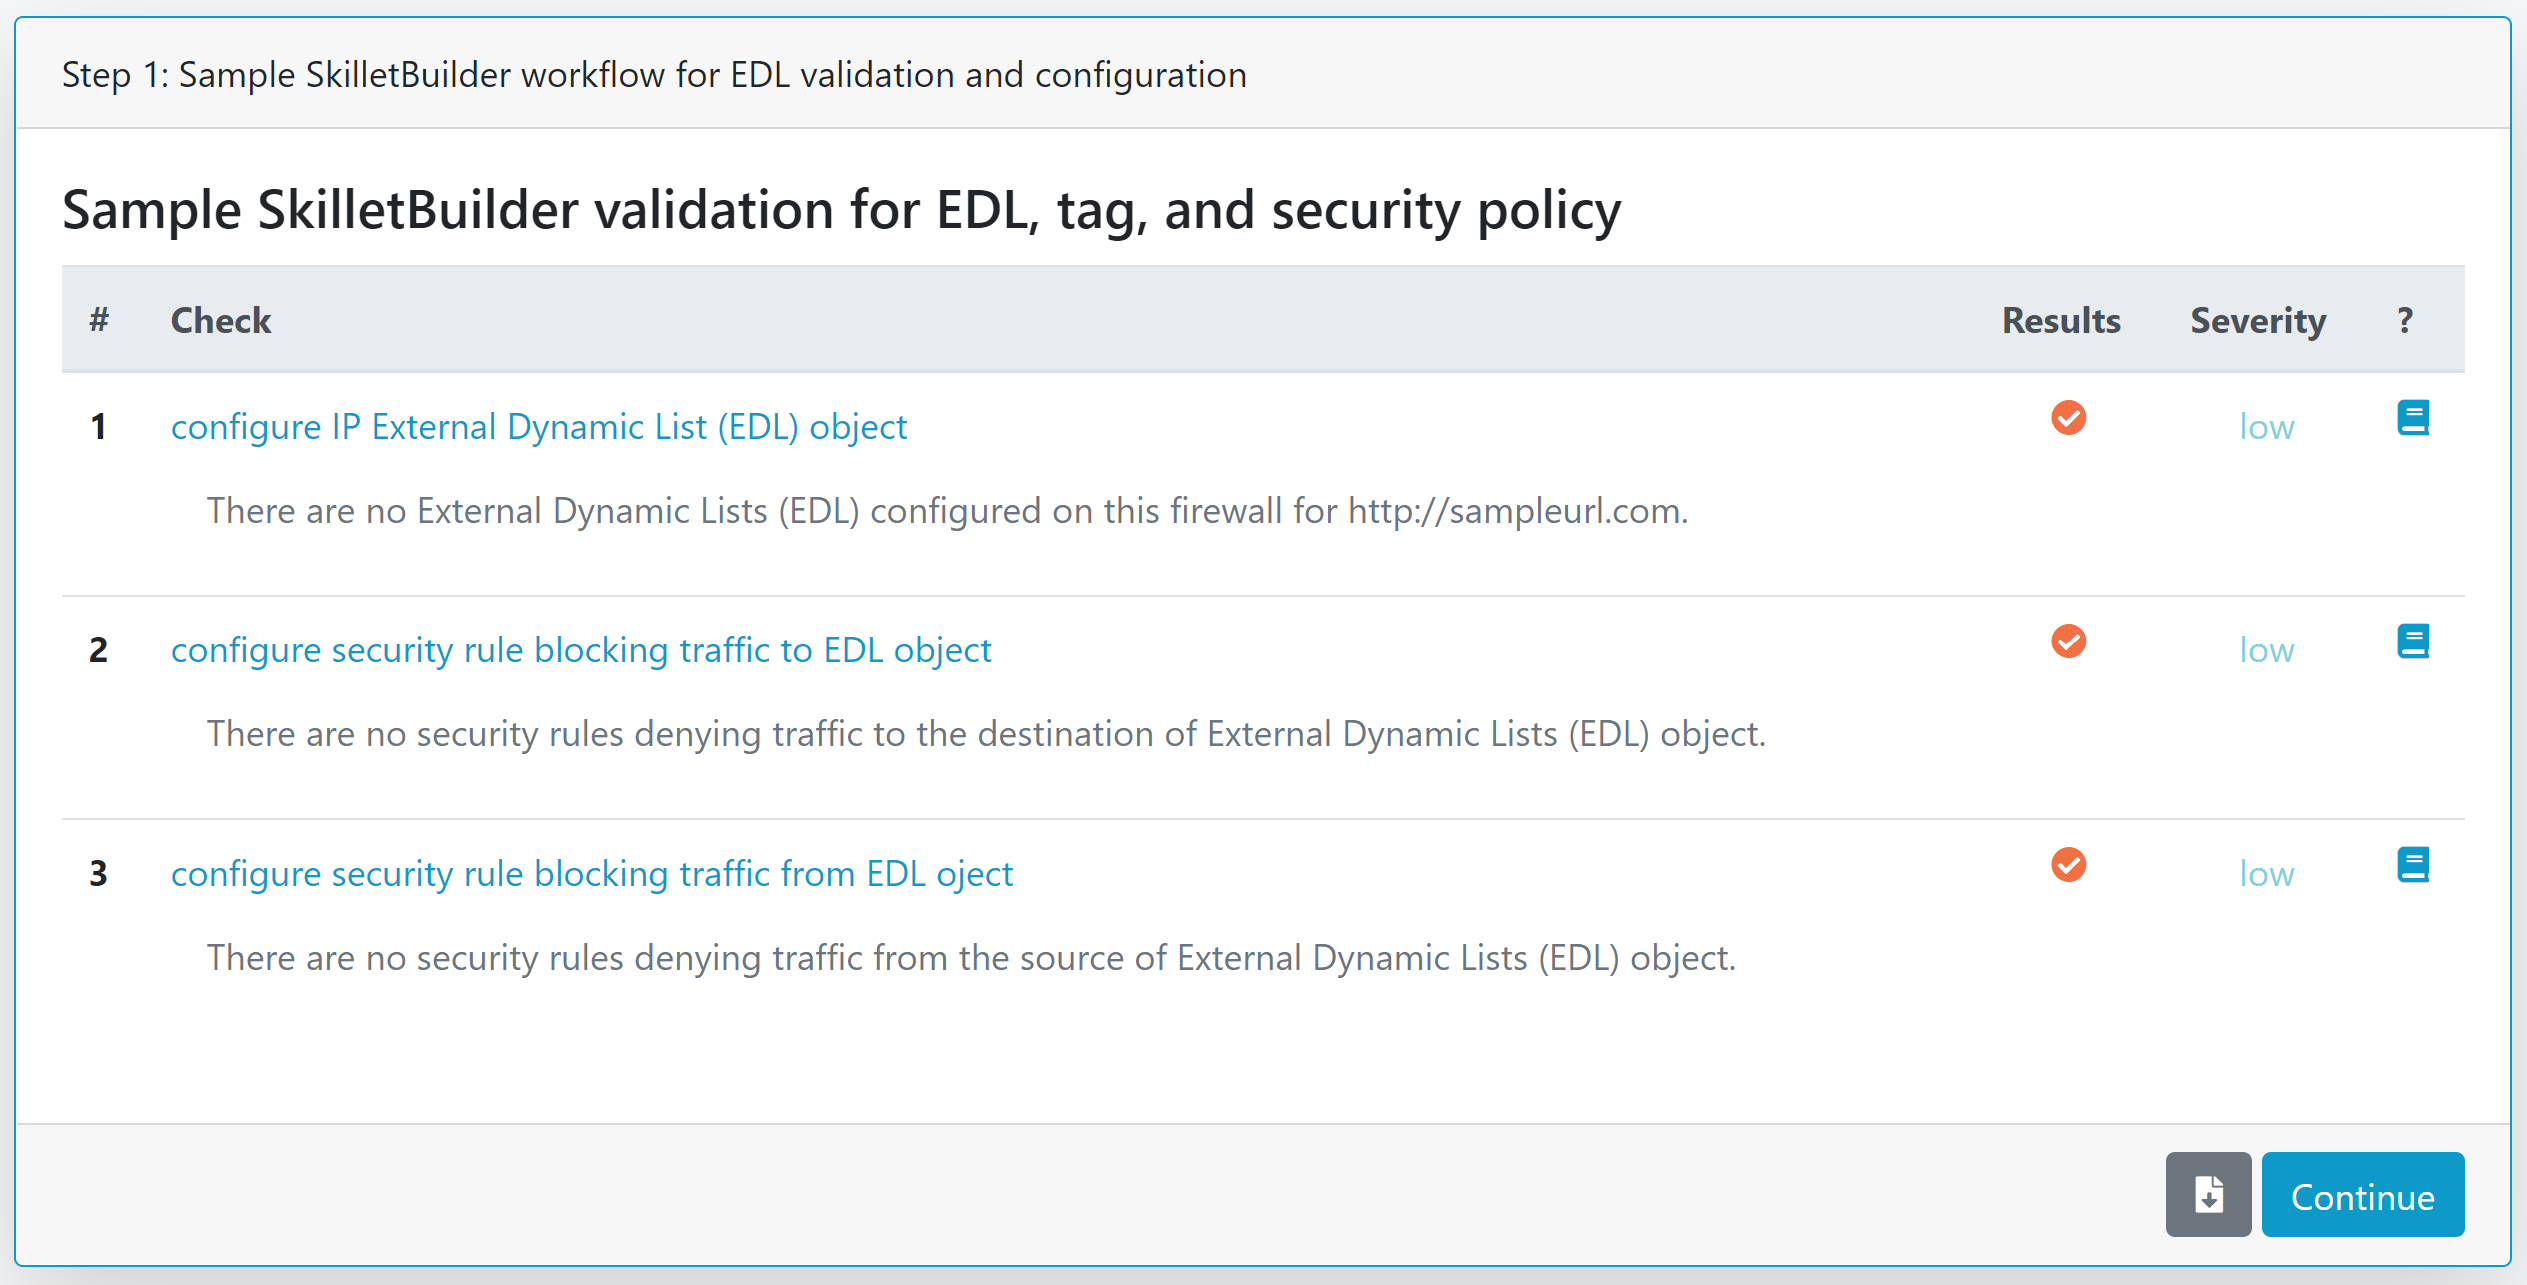 Step 1: Sample SkilletBuilder workflow for EDL validation and configuration
Sample SkilletBuilder validation for EDL, tag, and security policy
# Check Results Severity ?
1 configure IP External Dynamic List (EDL) object low
There are no External Dynamic Lists (EDL) configured on this firewall for http://sampleurl.com.
2 configure security rule blocking traffic to EDL object low
There are no security rules denying traffic to the destination of External Dynamic Lists (EDL) object.
3 configure security rule blocking traffic from EDL oject low
There are no security rules denying traffic from the source of External Dynamic Lists (EDL) object.
Continue